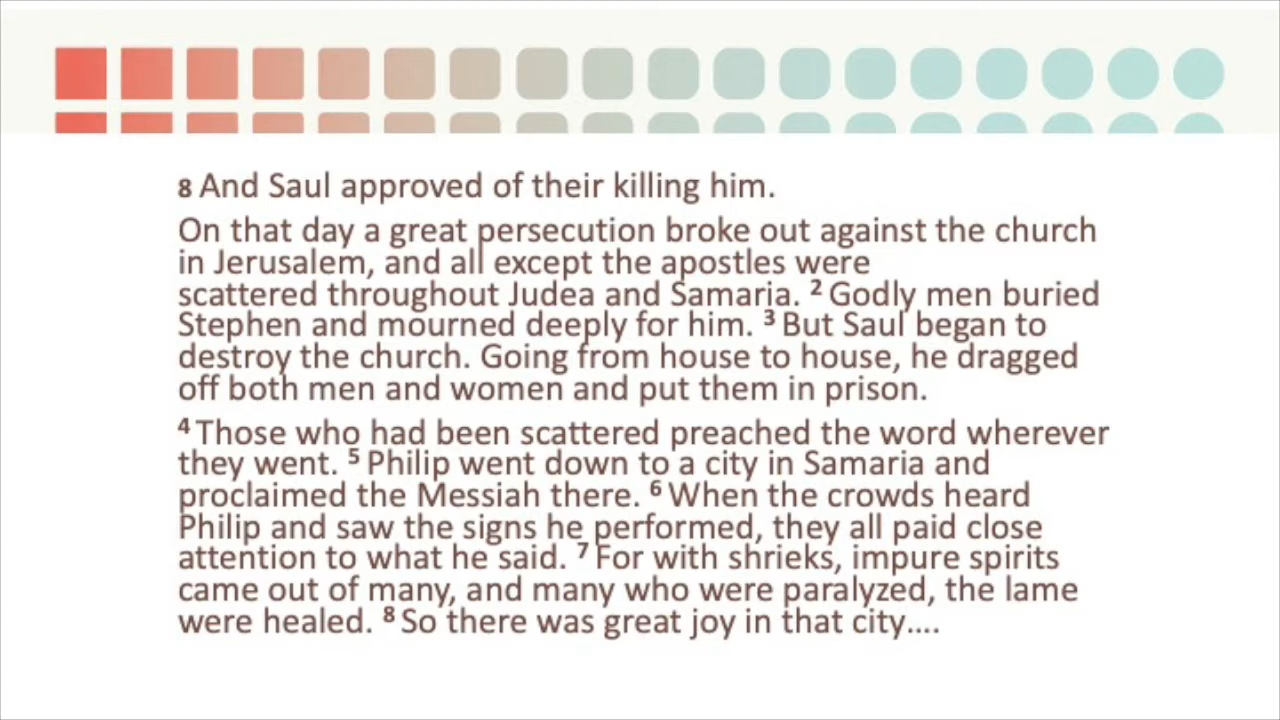 8 And Saul approved of their killing him.
On that day a great persecution broke out against the church
in Jerusalem, and all except the apostles were
scattered throughout Judea and Samaria. ² Godly men buried
Stephen and mourned deeply for him. ³ But Saul began to
destroy the church. Going from house to house, he dragged
off both men and women and put them in prison.
⁴ Those who had been scattered preached the word wherever
they went. ⁵ Philip went down to a city in Samaria and
proclaimed the Messiah there. ⁶ When the crowds heard
Philip and saw the signs he performed, they all paid close
attention to what he said. ⁷ For with shrieks, impure spirits
came out of many, and many who were paralyzed, the lame
were healed. ⁸ So there was great joy in that city....